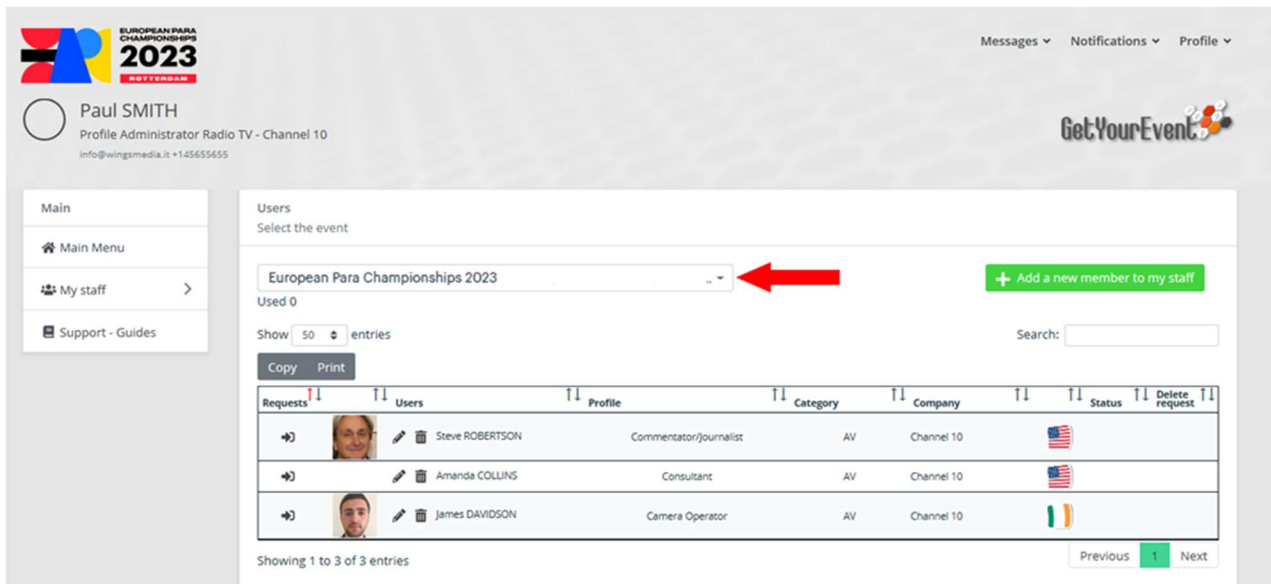 EUROPEAN PARA
CHAMPIONSHIPS
2023
ROTTERDAM
Messages Notifications Profile
Paul SMITH
Profile Administrator Radio TV - Channel 10
info@wingsmedia.it +145655655
GetYourEvent
Main
Main Menu
My staff
Support - Guides
Users
Select the event
European Para Championships 2023 ..
Add a new member to my staff
Used 0
Show 50 entries
Search:
Copy Print
Requests Users Profile Category Company Status Delete request
Steve ROBERTSON Commentator/Journalist AV Channel 10
Amanda COLLINS Consultant AV Channel 10
James DAVIDSON Camera Operator AV Channel 10
Showing 1 to 3 of 3 entries
Previous 1 Next